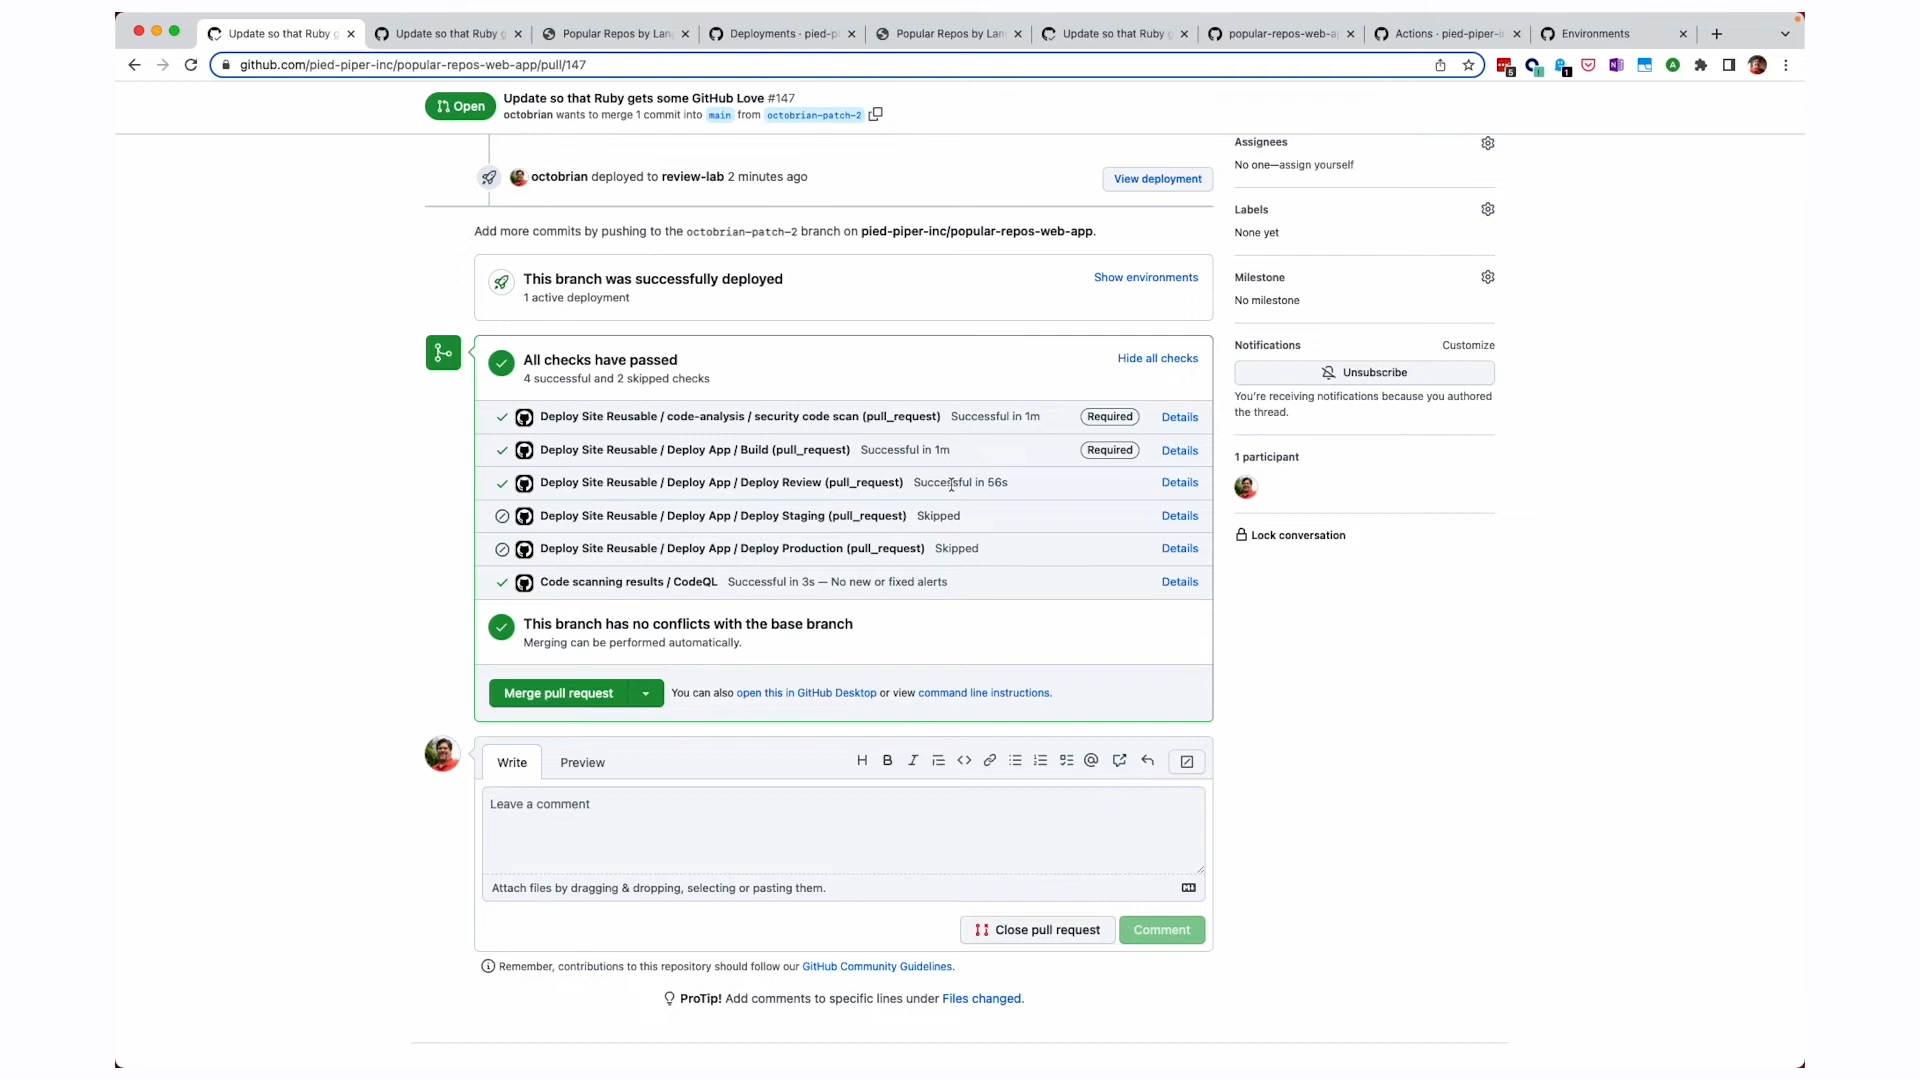 Update so that Ruby g
Update so that Ruby g
Popular Repos by Lan
Deployments · pied-p
Popular Repos by Lan
Update so that Ruby g
popular-repos-web-a
Actions · pied-piper-i
Environments
github.com/pied-piper-inc/popular-repos-web-app/pull/147
Open
Update so that Ruby gets some GitHub Love #147
octobrian wants to merge 1 commit into main from octobrian-patch-2
octobrian deployed to review-lab 2 minutes ago
View deployment
Add more commits by pushing to the octobrian-patch-2 branch on pied-piper-inc/popular-repos-web-app.
This branch was successfully deployed
1 active deployment
Show environments
All checks have passed
4 successful and 2 skipped checks
Hide all checks
Deploy Site Reusable / code-analysis / security code scan (pull_request) Successful in 1m Required Details
Deploy Site Reusable / Deploy App / Build (pull_request) Successful in 1m Required Details
Deploy Site Reusable / Deploy App / Deploy Review (pull_request) Successful in 56s Details
Deploy Site Reusable / Deploy App / Deploy Staging (pull_request) Skipped Details
Deploy Site Reusable / Deploy App / Deploy Production (pull_request) Skipped Details
Code scanning results / CodeQL Successful in 3s — No new or fixed alerts Details
This branch has no conflicts with the base branch
Merging can be performed automatically.
Merge pull request
You can also open this in GitHub Desktop or view command line instructions.
Write
Preview
Leave a comment
Attach files by dragging & dropping, selecting or pasting them.
Close pull request
Comment
Remember, contributions to this repository should follow our GitHub Community Guidelines.
ProTip! Add comments to specific lines under Files changed.
Assignees
No one—assign yourself
Labels
None yet
Milestone
No milestone
Notifications
Customize
Unsubscribe
You're receiving notifications because you authored
the thread.
1 participant
Lock conversation